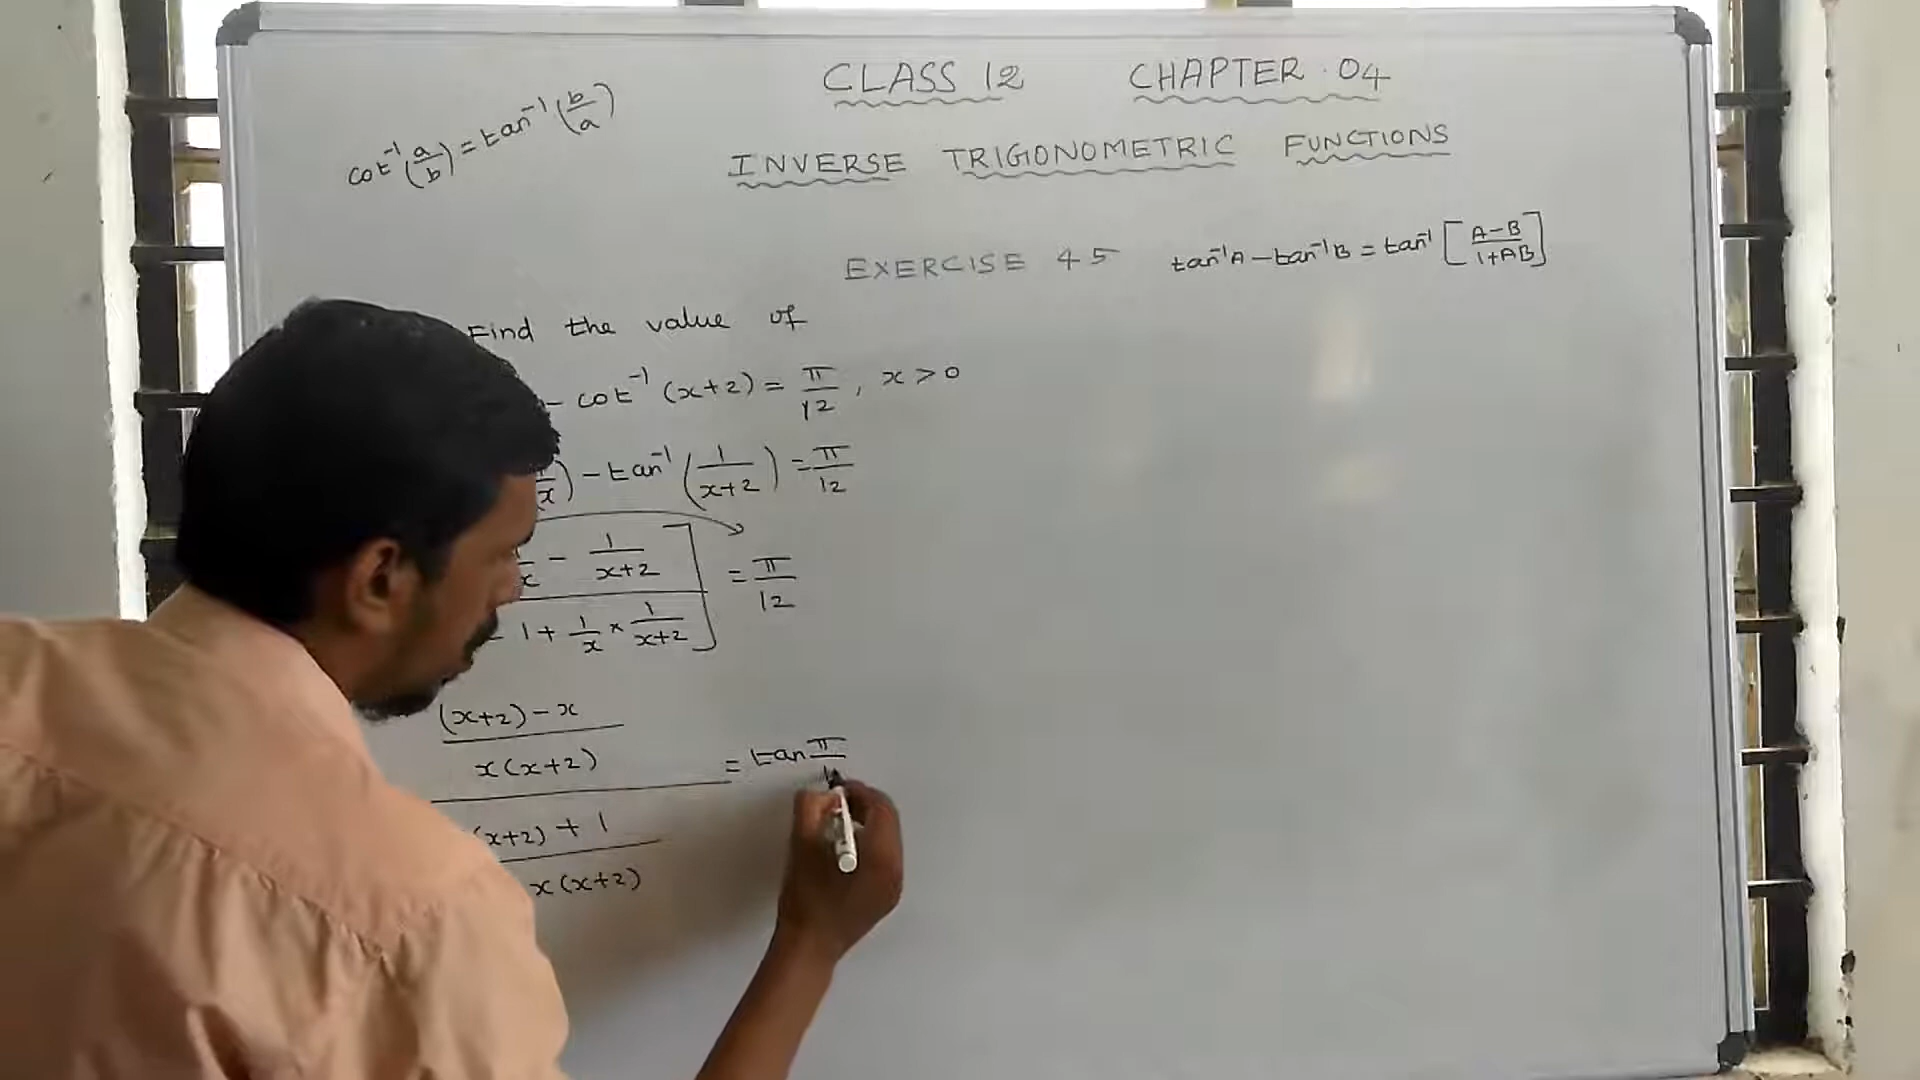 CLASS 12 CHAPTER 04
cot⁻¹(a/b) = tan⁻¹(b/a)
INVERSE TRIGONOMETRIC FUNCTIONS
EXERCISE 4 5 tan⁻¹A − tan⁻¹B = tan⁻¹[(A−B)/(1+AB)]
Find the value of
− cot⁻¹(x+2) = π/12, x > 0
/x) − tan⁻¹(1/(x+2)) = π/12
/x − 1/(x+2)] = π/12
1 + 1/x × 1/(x+2)
(x+2) − x
x(x+2) = tan π/
(x+2) + 1
x(x+2)